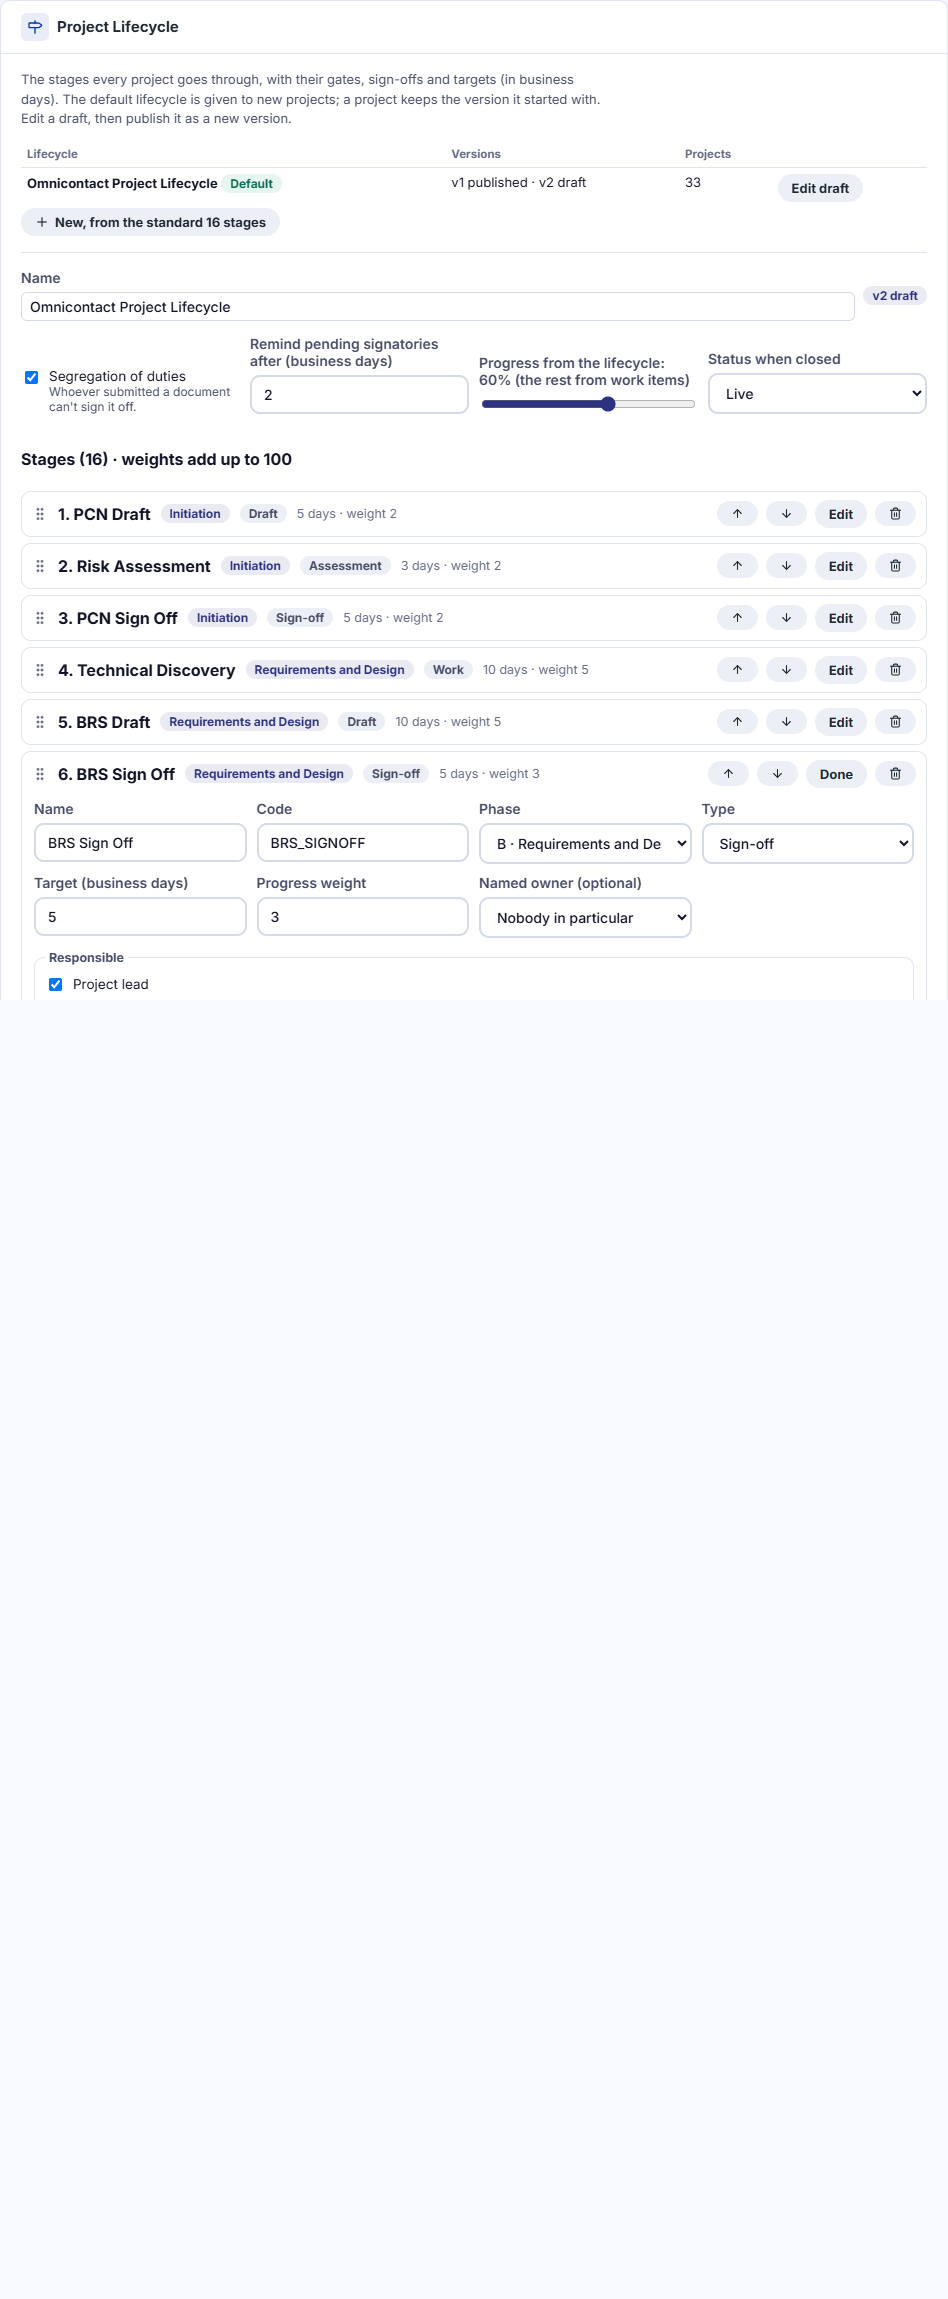 Project Lifecycle
The stages every project goes through, with their gates, sign-offs and targets (in business
days). The default lifecycle is given to new projects; a project keeps the version it started with.
Edit a draft, then publish it as a new version.
Lifecycle Versions Projects
Omnicontact Project Lifecycle Default v1 published · v2 draft 33 Edit draft
+ New, from the standard 16 stages
Name
Omnicontact Project Lifecycle v2 draft
Segregation of duties
Whoever submitted a document
can't sign it off.
Remind pending signatories
after (business days)
2
Progress from the lifecycle:
60% (the rest from work items)
Status when closed
Live
Stages (16) · weights add up to 100
1. PCN Draft Initiation Draft 5 days · weight 2 ↑ ↓ Edit
2. Risk Assessment Initiation Assessment 3 days · weight 2 ↑ ↓ Edit
3. PCN Sign Off Initiation Sign-off 5 days · weight 2 ↑ ↓ Edit
4. Technical Discovery Requirements and Design Work 10 days · weight 5 ↑ ↓ Edit
5. BRS Draft Requirements and Design Draft 10 days · weight 5 ↑ ↓ Edit
6. BRS Sign Off Requirements and Design Sign-off 5 days · weight 3 ↑ ↓ Done
Name Code Phase Type
BRS Sign Off BRS_SIGNOFF B · Requirements and De Sign-off
Target (business days) Progress weight Named owner (optional)
5 3 Nobody in particular
Responsible
Project lead